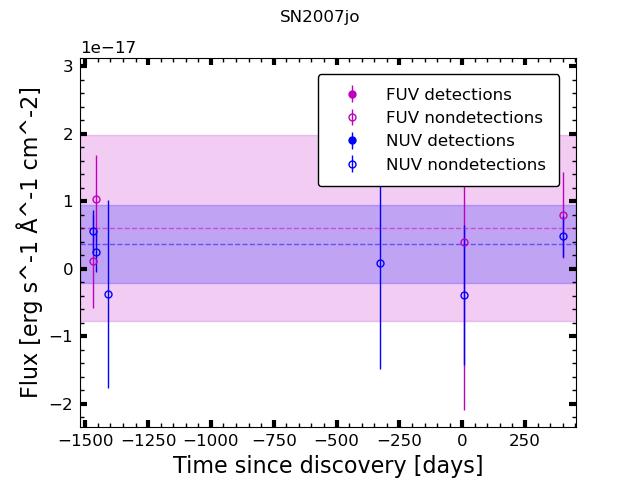 SN2007jo
1e−17
FUV detections
FUV nondetections
NUV detections
NUV nondetections
3
2
1
0
−1
−2
Flux [erg s^-1 Å^-1 cm^-2]
−1500 −1250 −1000 −750 −500 −250 0 250
Time since discovery [days]